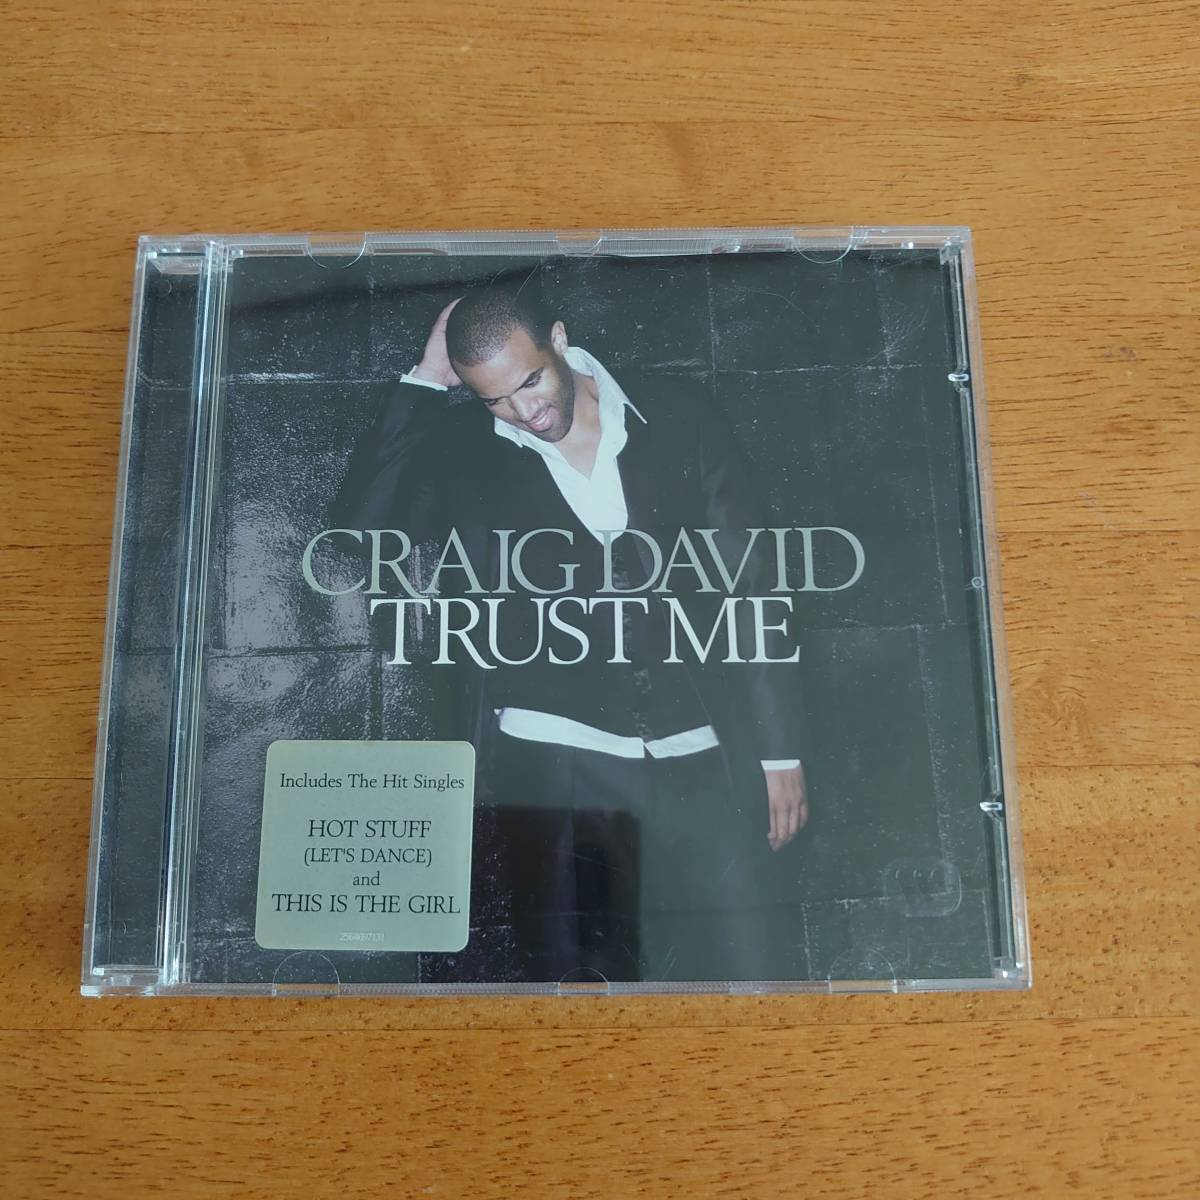 CRAIG DAVID
TRUST ME
Includes The Hit Singles
HOT STUFF
(LET'S DANCE)
and
THIS IS THE GIRL